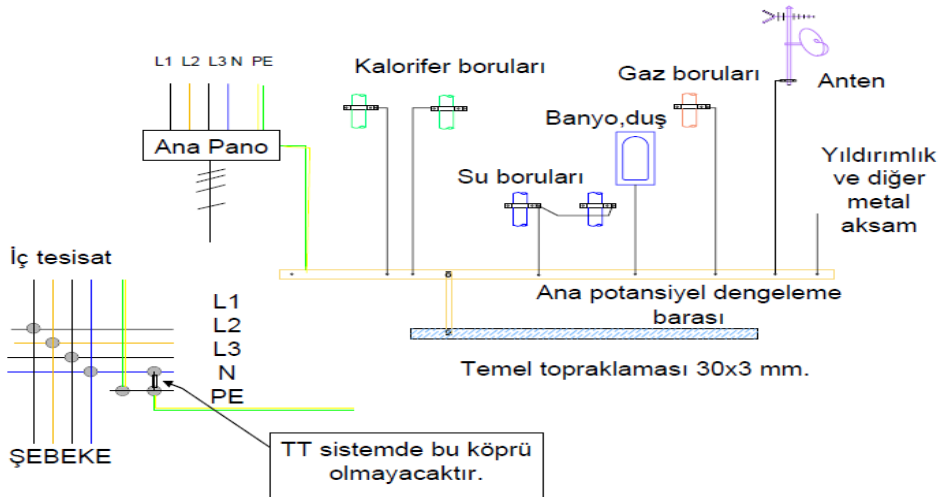 L1 L2 L3 N PE
Ana Pano
Kalorifer boruları
Gaz boruları
Anten
Banyo,duş
Su boruları
Yıldırımlık
ve diğer
metal
aksam
İç tesisat
L1
L2
L3
N
PE
ŞEBEKE
Ana potansiyel dengeleme
barası
Temel topraklaması 30x3 mm.
TT sistemde bu köprü
olmayacaktır.